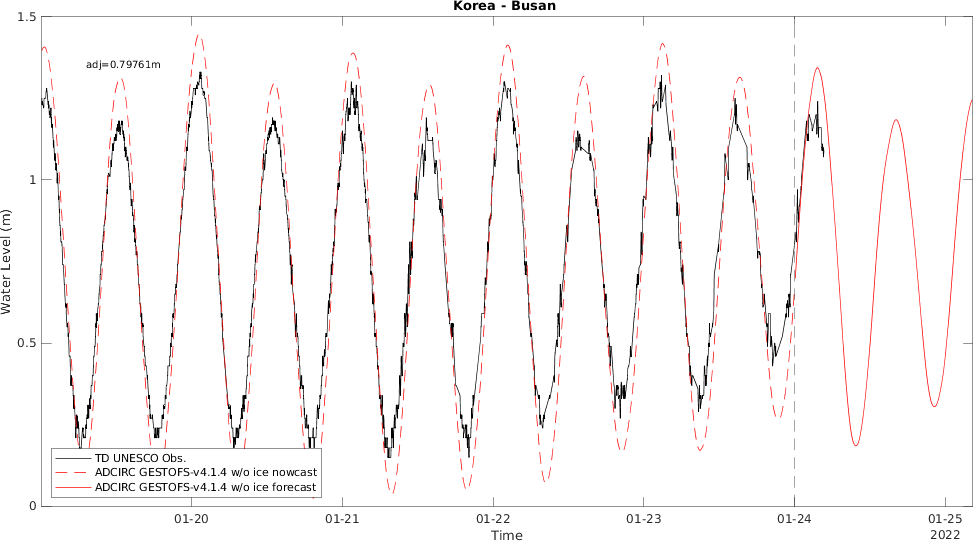 Korea - Busan
1.5
adj=0.79761m
1
0.5
0
Water Level (m)
TD UNESCO Obs.
ADCIRC GESTOFS-v4.1.4 w/o ice nowcast
ADCIRC GESTOFS-v4.1.4 w/o ice forecast
01-20 01-21 01-22 01-23 01-24 01-25
Time
2022